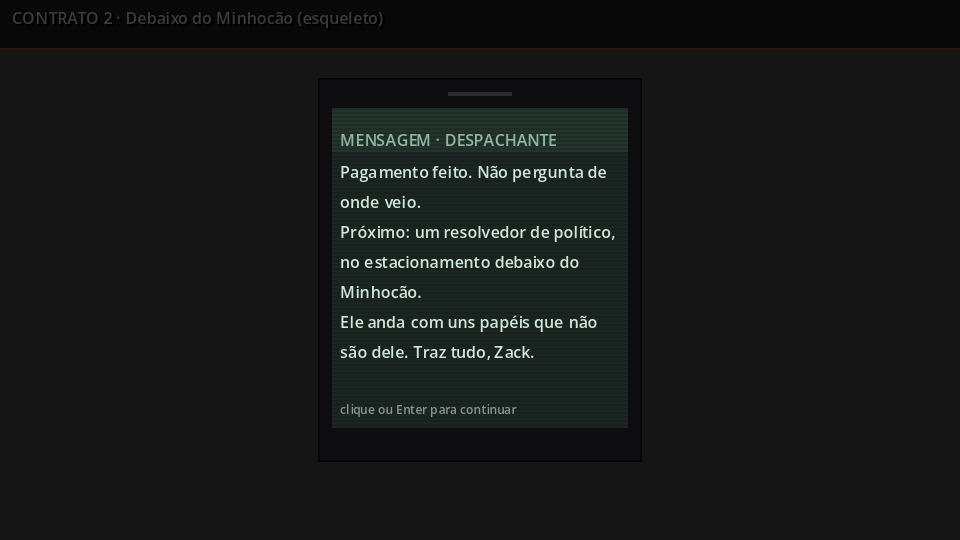 CONTRATO 2 · Debaixo do Minhocão (esqueleto)
MENSAGEM · DESPACHANTE
Pagamento feito. Não pergunta de
onde veio.
Próximo: um resolvedor de político,
no estacionamento debaixo do
Minhocão.
Ele anda com uns papéis que não
são dele. Traz tudo, Zack.
clique ou Enter para continuar